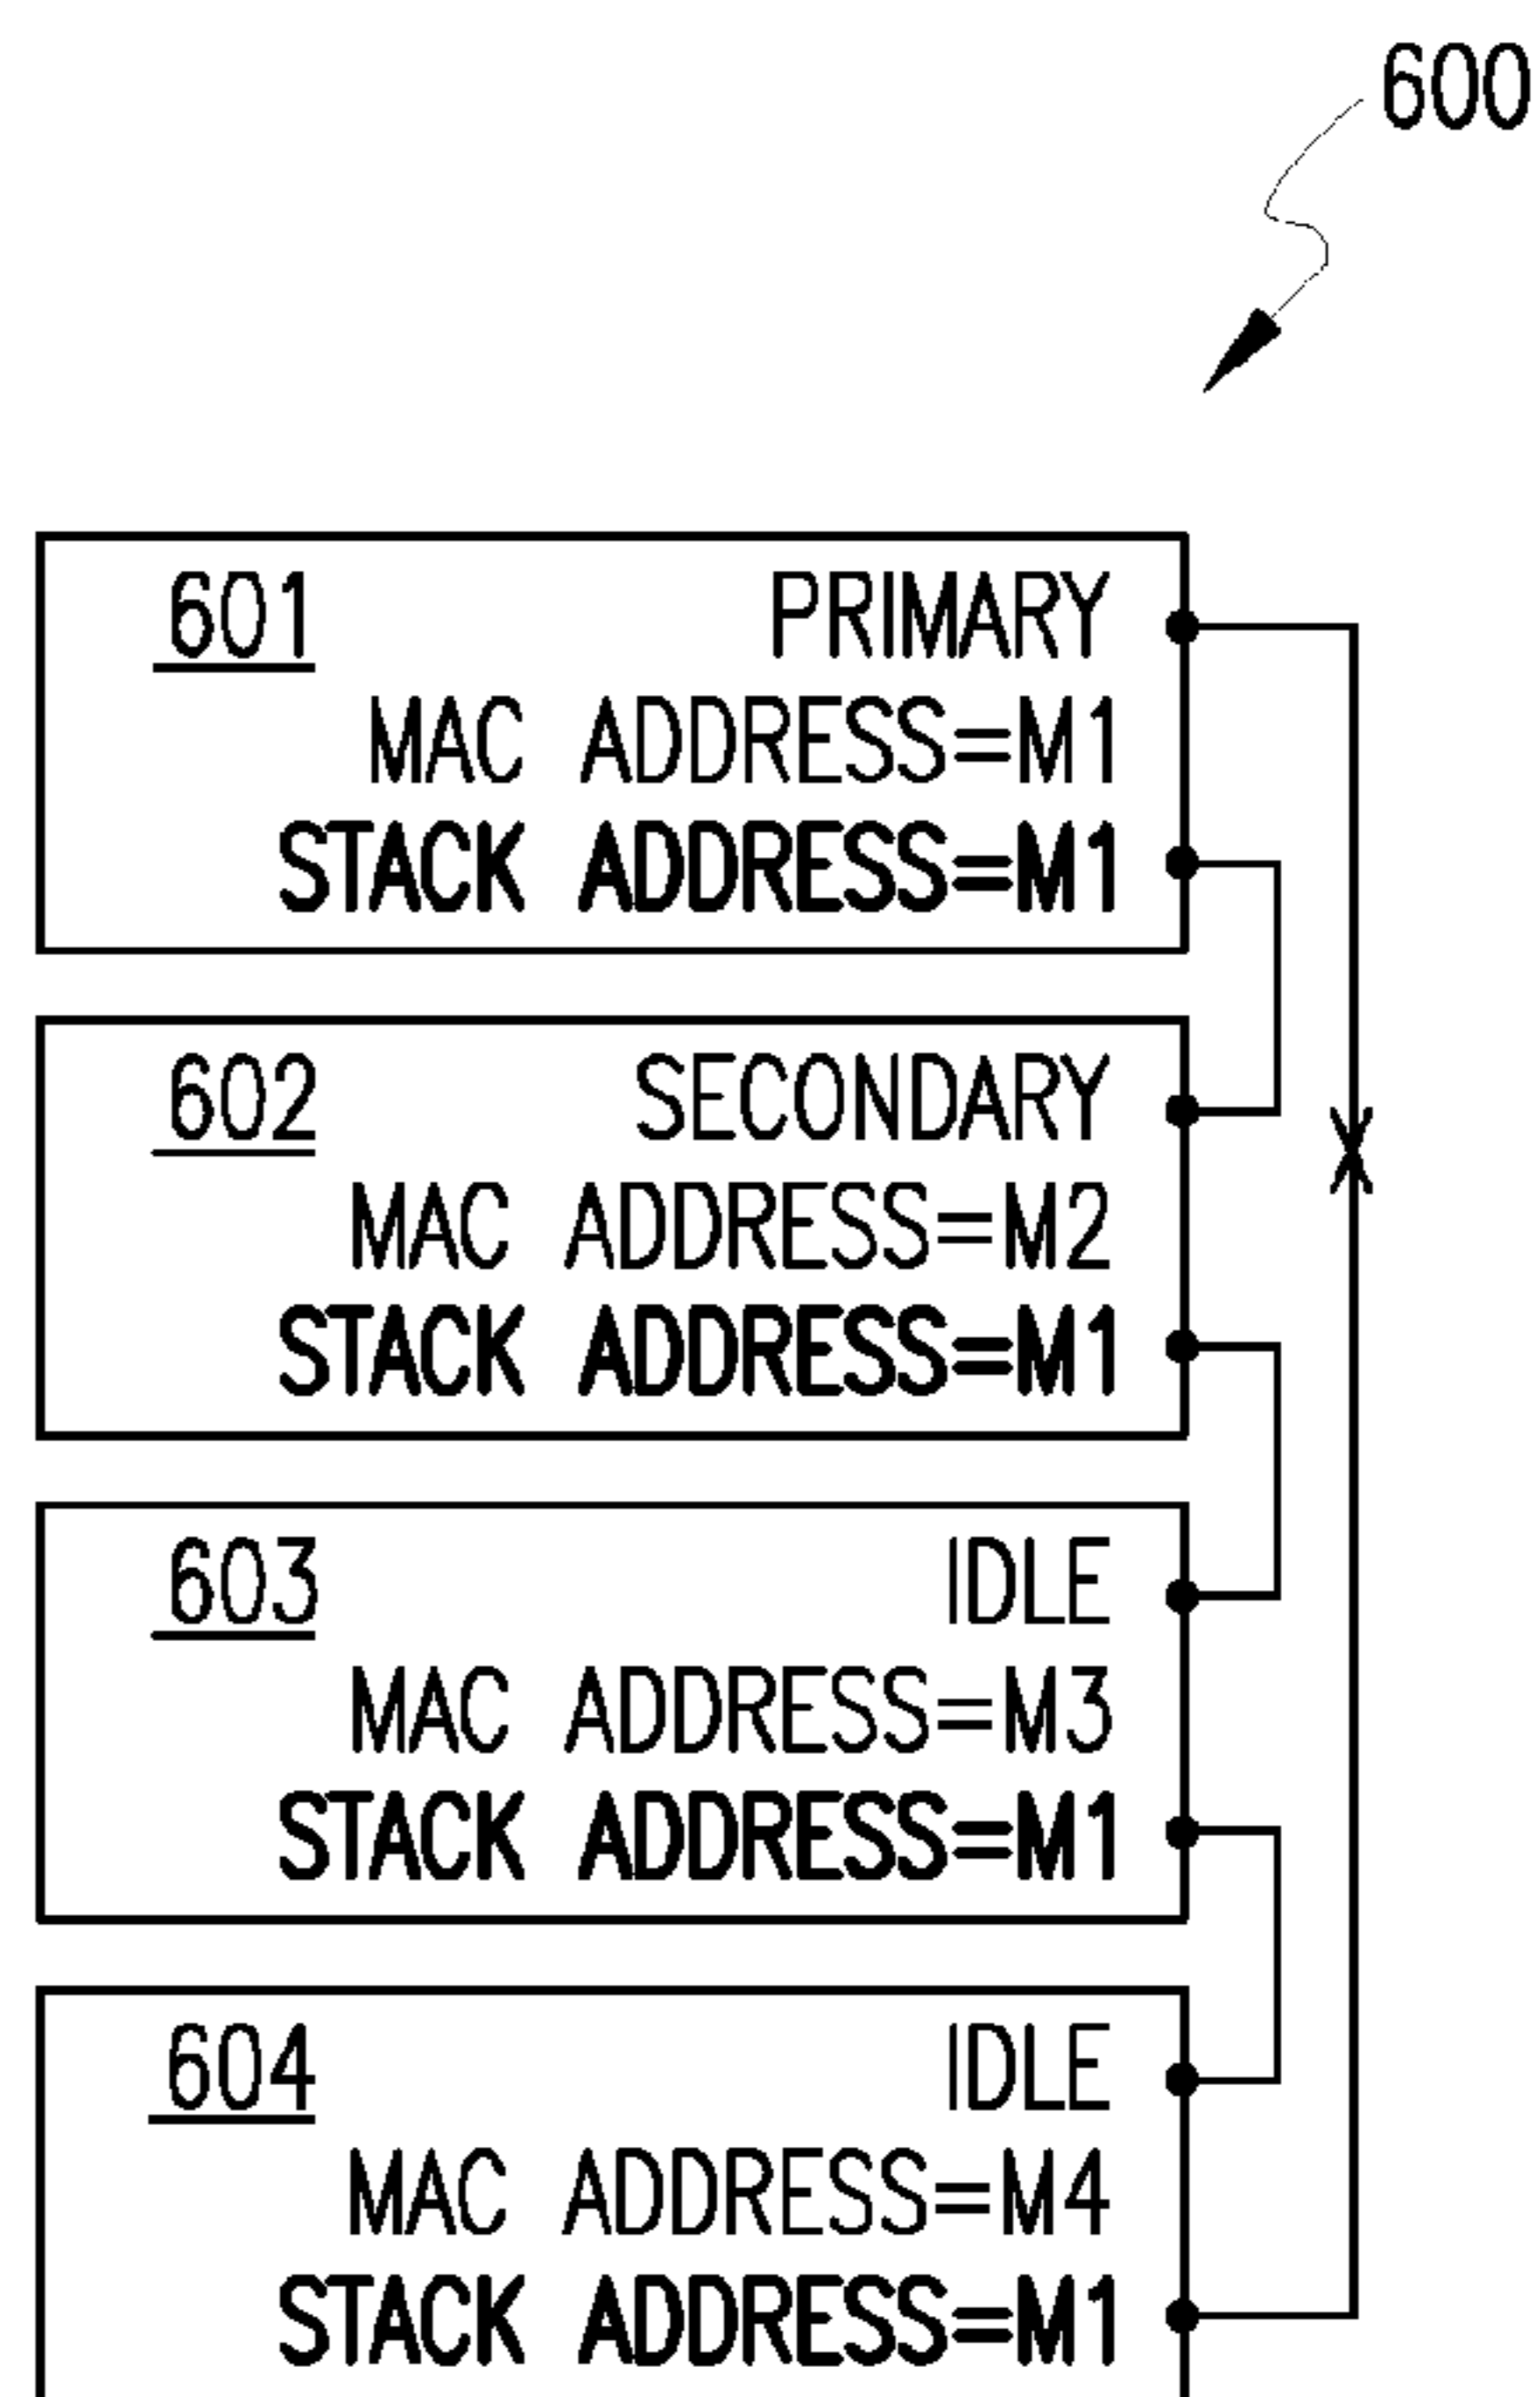 600
601 PRIMARY
MAC ADDRESS=M1
STACK ADDRESS=M1
602 SECONDARY
MAC ADDRESS=M2
STACK ADDRESS=M1
X
603 IDLE
MAC ADDRESS=M3
STACK ADDRESS=M1
604 IDLE
MAC ADDRESS=M4
STACK ADDRESS=M1